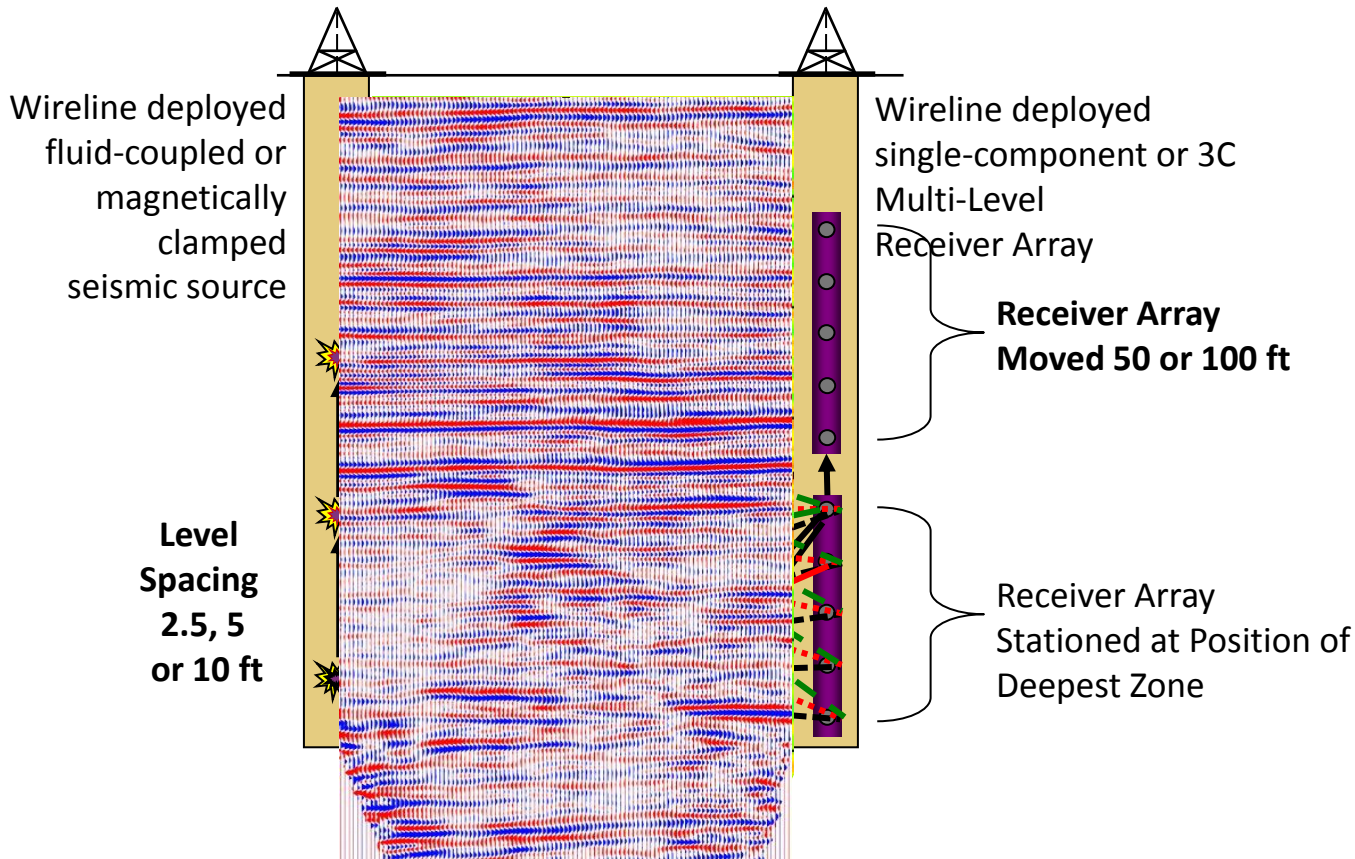 Wireline deployed
fluid-coupled or
magnetically
clamped
seismic source
Level
Spacing
2.5, 5
or 10 ft
Wireline deployed
single-component or 3C
Multi-Level
Receiver Array
Receiver Array
Moved 50 or 100 ft
Receiver Array
Stationed at Position of
Deepest Zone